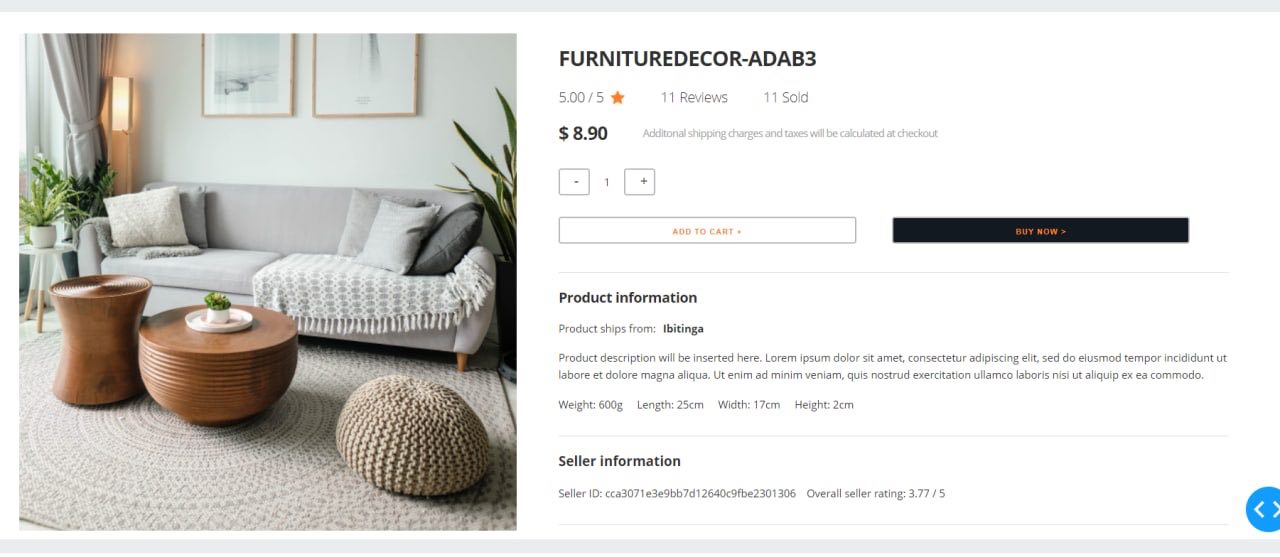 FURNITUREDECOR-ADAB3
5.00 / 5 11 Reviews 11 Sold
$ 8.90 Additonal shipping charges and taxes will be calculated at checkout
- 1 +
ADD TO CART + BUY NOW >
Product information
Product ships from: Ibitinga
Product description will be inserted here. Lorem ipsum dolor sit amet, consectetur adipiscing elit, sed do eiusmod tempor incididunt ut
labore et dolore magna aliqua. Ut enim ad minim veniam, quis nostrud exercitation ullamco laboris nisi ut aliquip ex ea commodo.
Weight: 600g Length: 25cm Width: 17cm Height: 2cm
Seller information
Seller ID: cca3071e3e9bb7d12640c9fbe2301306 Overall seller rating: 3.77 / 5